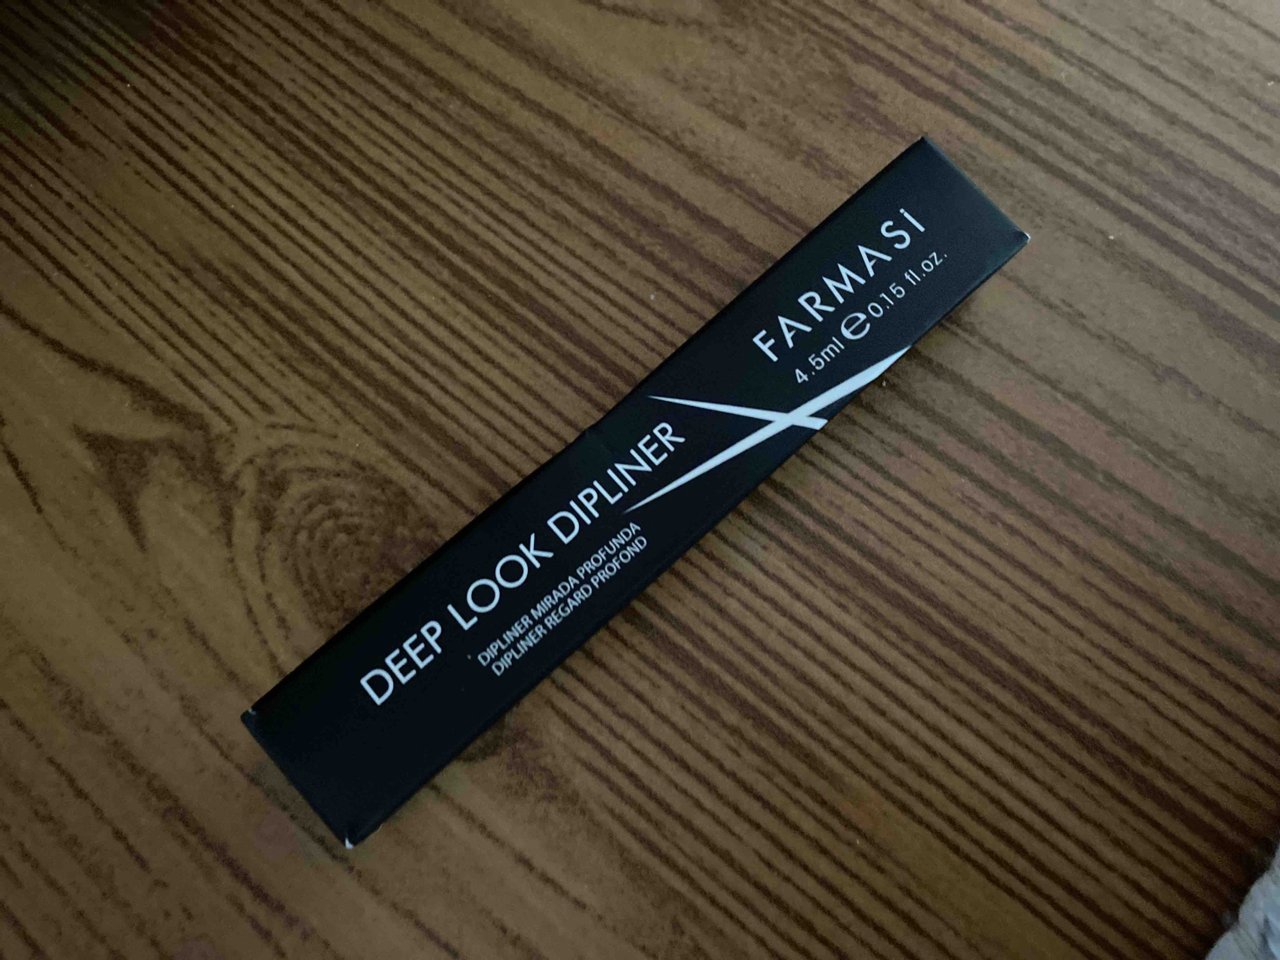 DEEP LOOK DIPLINER
DIPLINER MIRADA PROFUNDA
DIPLINER REGARD PROFOND
FARMASi
4.5ml e 0.15 fl.oz.